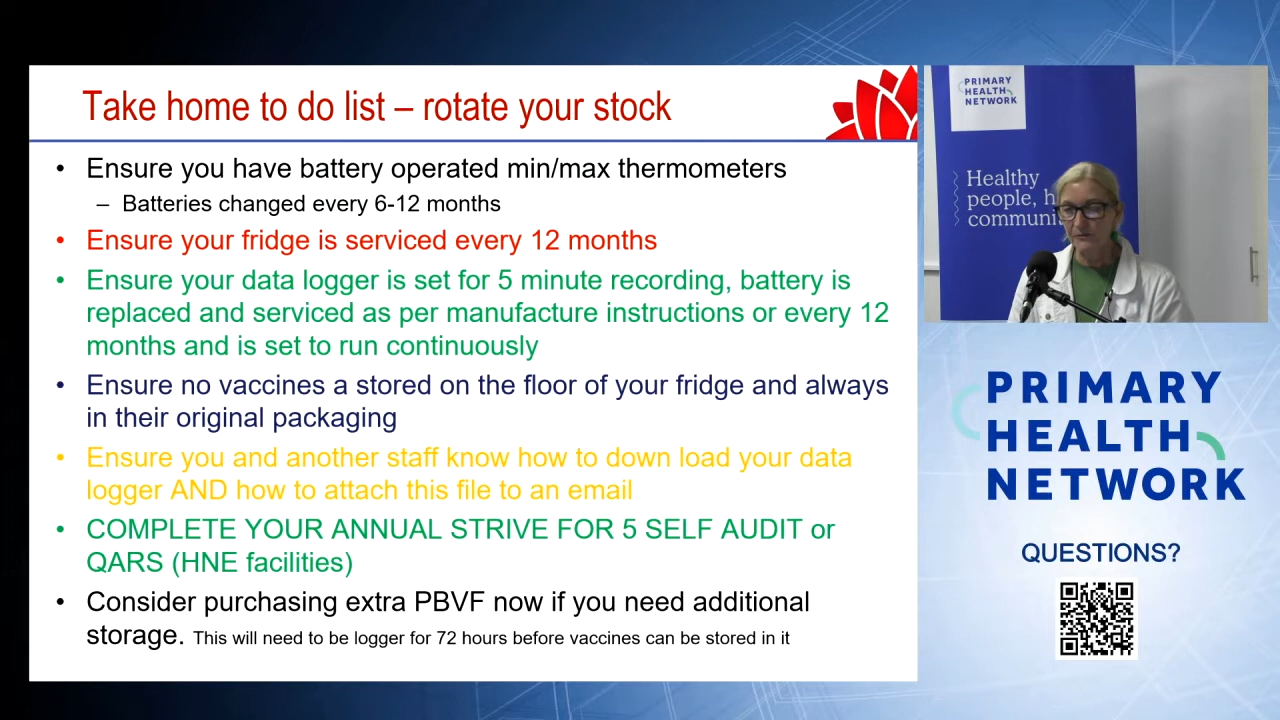 Take home to do list – rotate your stock
• Ensure you have battery operated min/max thermometers
– Batteries changed every 6-12 months
• Ensure your fridge is serviced every 12 months
• Ensure your data logger is set for 5 minute recording, battery is
replaced and serviced as per manufacture instructions or every 12
months and is set to run continuously
• Ensure no vaccines a stored on the floor of your fridge and always
in their original packaging
• Ensure you and another staff know how to down load your data
logger AND how to attach this file to an email
• COMPLETE YOUR ANNUAL STRIVE FOR 5 SELF AUDIT or
QARS (HNE facilities)
• Consider purchasing extra PBVF now if you need additional
storage. This will need to be logger for 72 hours before vaccines can be stored in it
PRIMARY
HEALTH
NETWORK
Healthy
people, h
communi
PRIMARY
HEALTH
NETWORK
QUESTIONS?